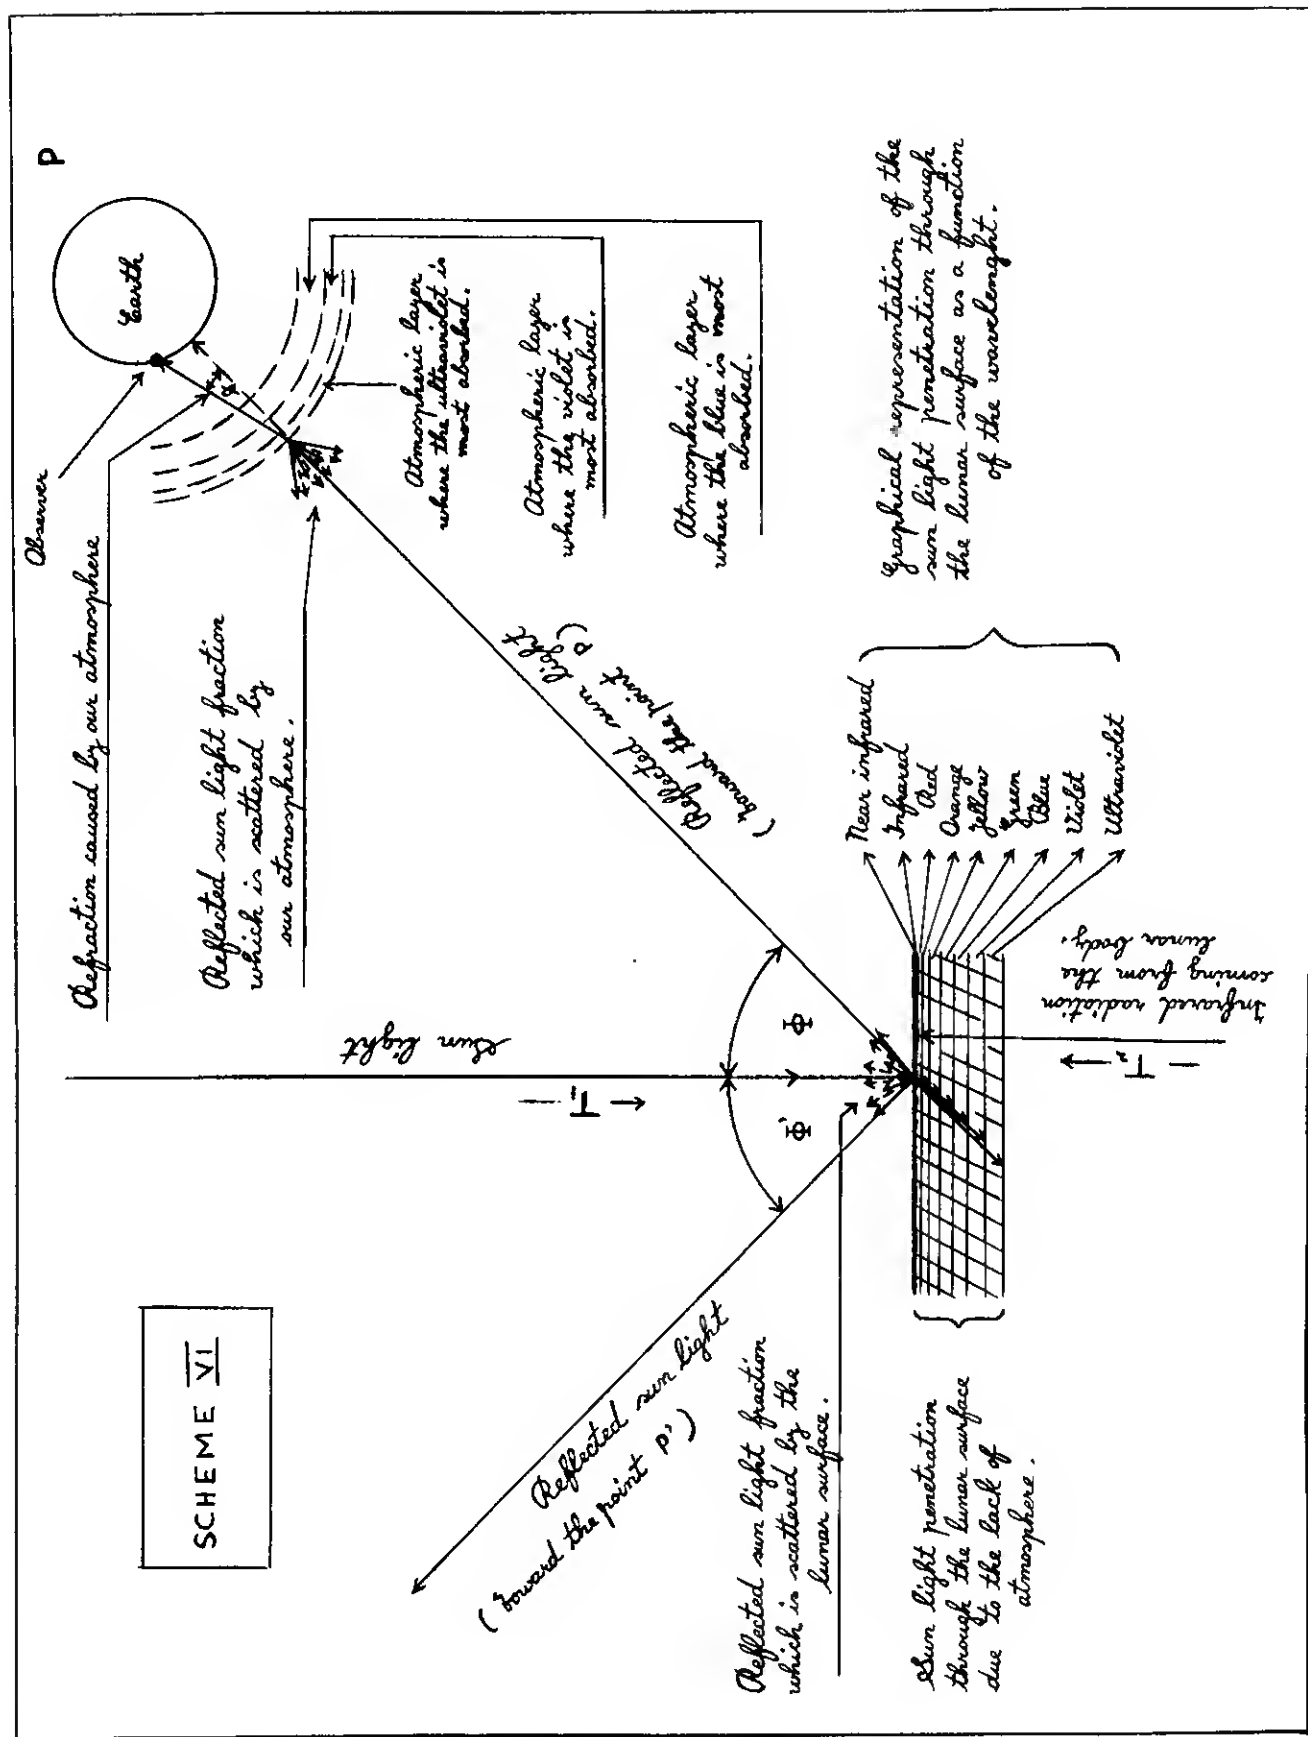 SCHEME VI
P
Earth
Observer
Refraction caused by our atmosphere
Reflected sun light fraction
which is scattered by
our atmosphere.
Atmospheric layer
where the ultraviolet is
most absorbed.
Atmospheric layer
where the violet is
most absorbed.
Atmospheric layer
where the blue is most
absorbed.
Sun light
← T₁ —
Φ₁
Φ
Reflected sun light
(toward the point P)
Reflected sun light
(toward the point P₁)
Reflected sun light fraction
which is scattered by the
lunar surface.
Sun light penetration
through the lunar surface
due to the lack of
atmosphere.
Near infrared
Infrared
Red
Orange
Yellow
Green
Blue
Violet
Ultraviolet
Graphical representation of the
sun light penetration through
the lunar surface as a function
of the wavelenght.
Infrared radiation
coming from the
lunar body.
— T₂ →